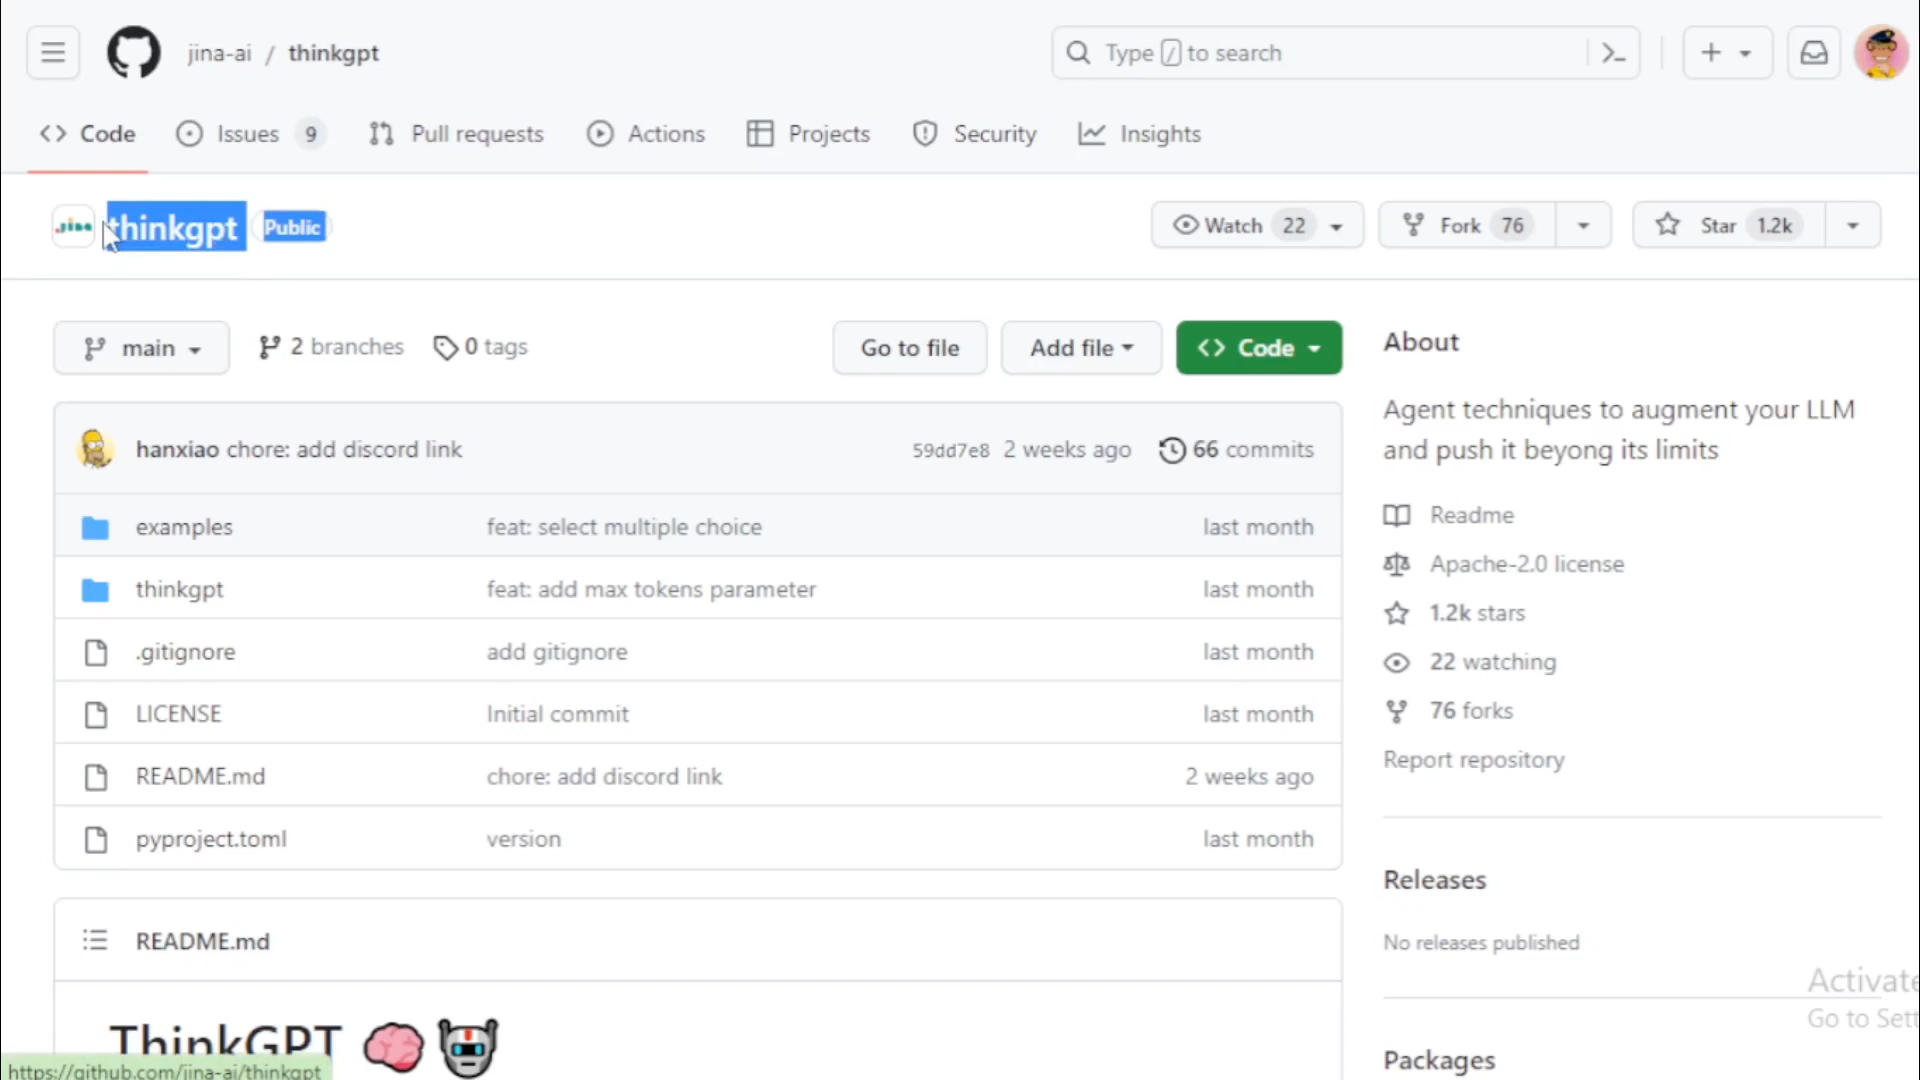 jina-ai / thinkgpt
Type / to search
Code Issues 9 Pull requests Actions Projects Security Insights
Jina thinkgpt Public Watch 22 Fork 76 Star 1.2k
main 2 branches 0 tags Go to file Add file Code
hanxiao chore: add discord link 59dd7e8 2 weeks ago 66 commits
examples feat: select multiple choice last month
thinkgpt feat: add max tokens parameter last month
.gitignore add gitignore last month
LICENSE Initial commit last month
README.md chore: add discord link 2 weeks ago
pyproject.toml version last month
README.md
ThinkGPT
https://github.com/jina-ai/thinkgpt
About
Agent techniques to augment your LLM
and push it beyong its limits
Readme
Apache-2.0 license
1.2k stars
22 watching
76 forks
Report repository
Releases
No releases published
Activate
Go to Sett
Packages